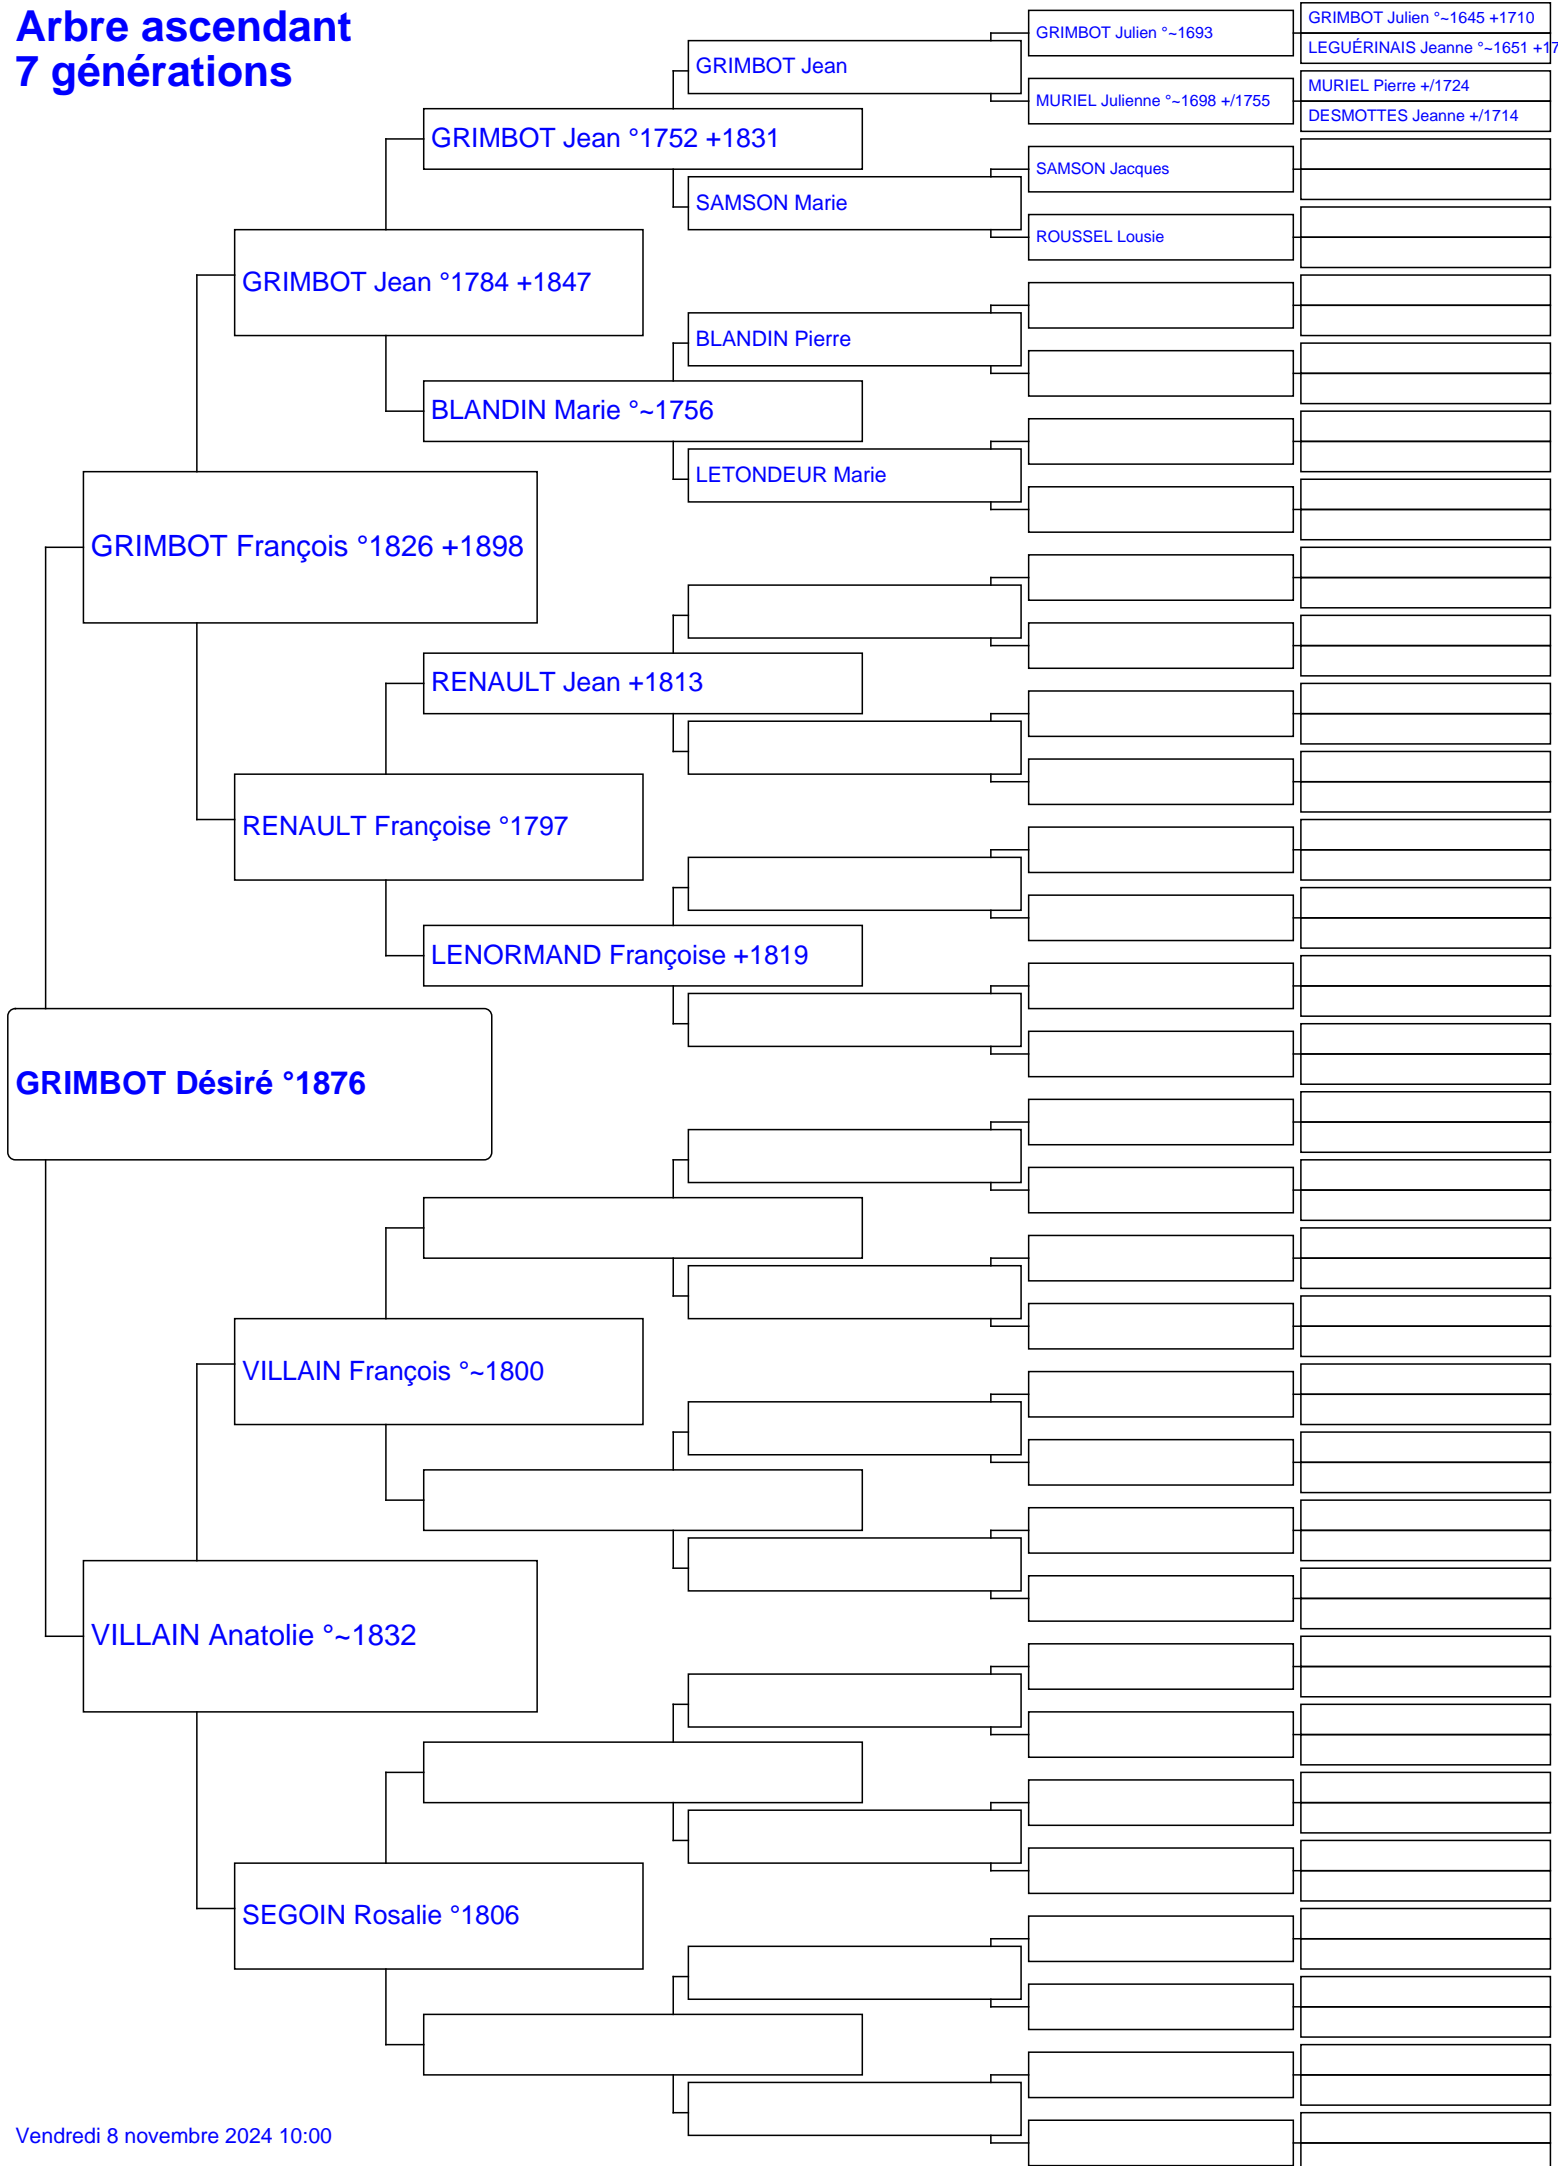 Arbre ascendant
7 générations
GRIMBOT Julien °~1645 +1710
GRIMBOT Julien °~1693
LEGUÉRINAIS Jeanne °~1651 +17
GRIMBOT Jean
MURIEL Pierre +/1724
MURIEL Julienne °~1698 +/1755
DESMOTTES Jeanne +/1714
GRIMBOT Jean °1752 +1831
SAMSON Jacques
SAMSON Marie
ROUSSEL Lousie
GRIMBOT Jean °1784 +1847
BLANDIN Pierre
BLANDIN Marie °~1756
LETONDEUR Marie
GRIMBOT François °1826 +1898
RENAULT Jean +1813
RENAULT Françoise °1797
LENORMAND Françoise +1819
GRIMBOT Désiré °1876
VILLAIN François °~1800
VILLAIN Anatolie °~1832
SEGOIN Rosalie °1806
Vendredi 8 novembre 2024 10:00